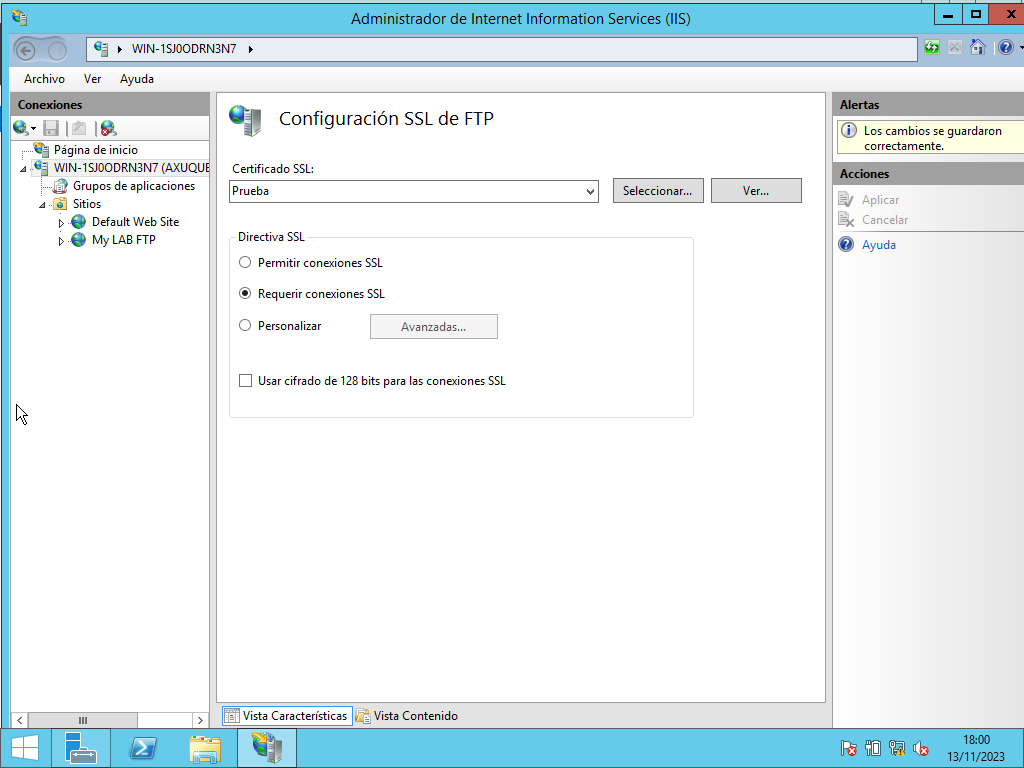 Administrador de Internet Information Services (IIS)
WIN-1SJ0ODRN3N7
Archivo Ver Ayuda
Conexiones
Página de inicio
WIN-1SJ0ODRN3N7 (AXUQUE
Grupos de aplicaciones
Sitios
Default Web Site
My LAB FTP
Configuración SSL de FTP
Certificado SSL:
Prueba
Seleccionar...
Ver...
Directiva SSL
Permitir conexiones SSL
Requerir conexiones SSL
Personalizar
Avanzadas...
Usar cifrado de 128 bits para las conexiones SSL
Vista Características
Vista Contenido
Alertas
Los cambios se guardaron
correctamente.
Acciones
Aplicar
Cancelar
Ayuda
18:00
13/11/2023